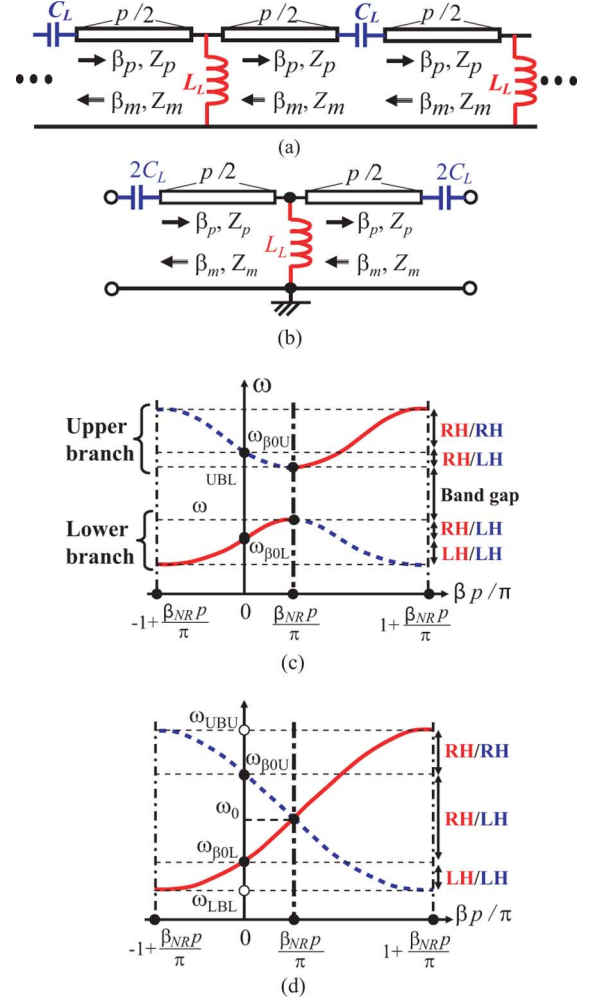 C_L p/2 p/2 C_L p/2
β_p, Z_p β_p, Z_p β_p, Z_p
L_L L_L
β_m, Z_m β_m, Z_m β_m, Z_m
(a)
2C_L p/2 p/2 2C_L
β_p, Z_p L_L β_p, Z_p
β_m, Z_m β_m, Z_m
(b)
ω
Upper branch
ω_β0U
UBL
RH/RH
RH/LH
Band gap
ω
Lower branch
ω_β0L
RH/LH
LH/LH
β p/π
-1+ β_NR p/π 0 β_NR p/π 1+ β_NR p/π
(c)
ω_UBU
ω_β0U
RH/RH
ω_0
RH/LH
ω_β0L
LH/LH
ω_LBL
β p/π
-1+ β_NR p/π 0 β_NR p/π 1+ β_NR p/π
(d)